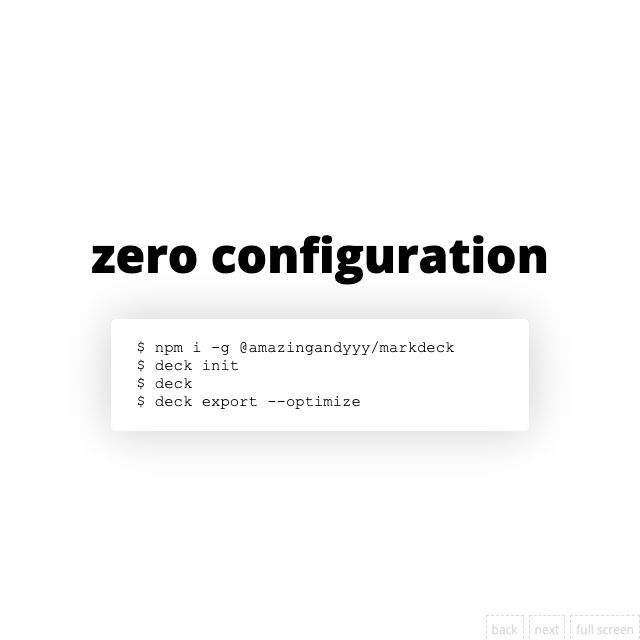 zero configuration
$ npm i -g @amazingandyyy/markdeck
$ deck init
$ deck
$ deck export --optimize
back next full screen